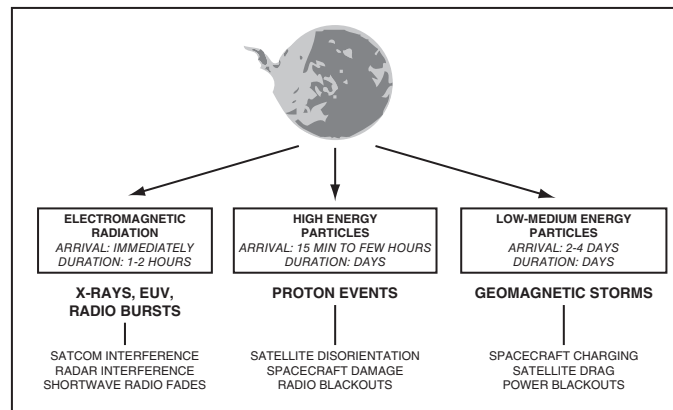 ELECTROMAGNETIC
RADIATION
ARRIVAL: IMMEDIATELY
DURATION: 1-2 HOURS
X-RAYS, EUV,
RADIO BURSTS
SATCOM INTERFERENCE
RADAR INTERFERENCE
SHORTWAVE RADIO FADES
HIGH ENERGY
PARTICLES
ARRIVAL: 15 MIN TO FEW HOURS
DURATION: DAYS
PROTON EVENTS
SATELLITE DISORIENTATION
SPACECRAFT DAMAGE
RADIO BLACKOUTS
LOW-MEDIUM ENERGY
PARTICLES
ARRIVAL: 2-4 DAYS
DURATION: DAYS
GEOMAGNETIC STORMS
SPACECRAFT CHARGING
SATELLITE DRAG
POWER BLACKOUTS